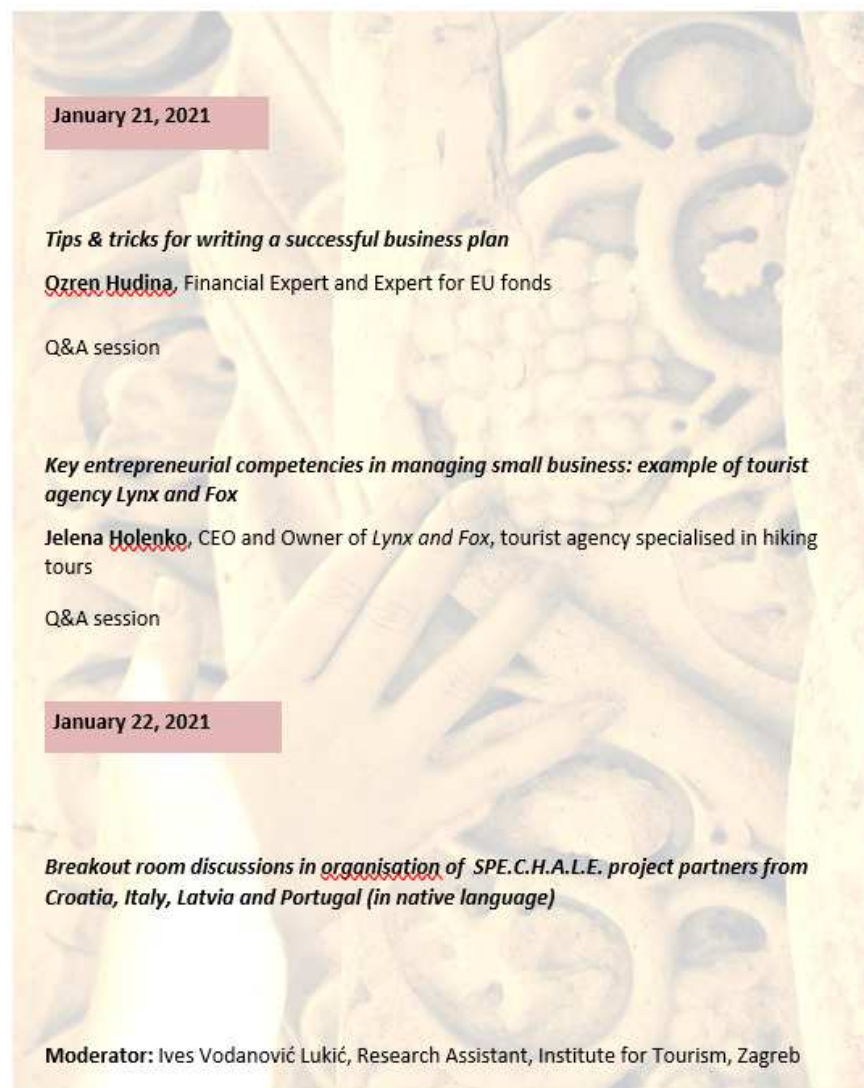 January 21, 2021
Tips & tricks for writing a successful business plan
Ozren Hudina, Financial Expert and Expert for EU fonds
Q&A session
Key entrepreneurial competencies in managing small business: example of tourist
agency Lynx and Fox
Jelena Holenko, CEO and Owner of Lynx and Fox, tourist agency specialised in hiking
tours
Q&A session
January 22, 2021
Breakout room discussions in organisation of SPE.C.H.A.L.E. project partners from
Croatia, Italy, Latvia and Portugal (in native language)
Moderator: Ives Vodanović Lukić, Research Assistant, Institute for Tourism, Zagreb